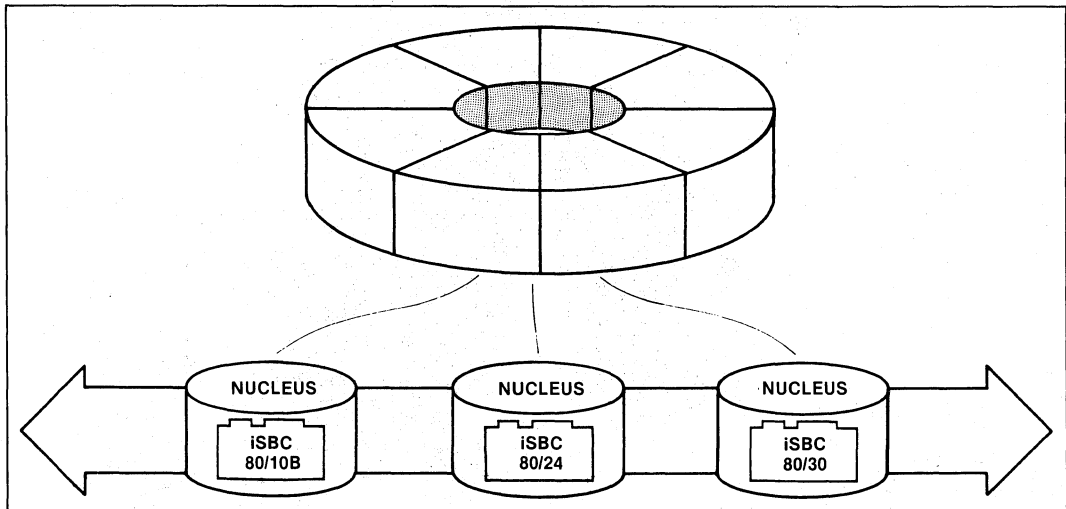 NUCLEUS
iSBC
80/10B
NUCLEUS
iSBC
80/24
NUCLEUS
iSBC
80/30